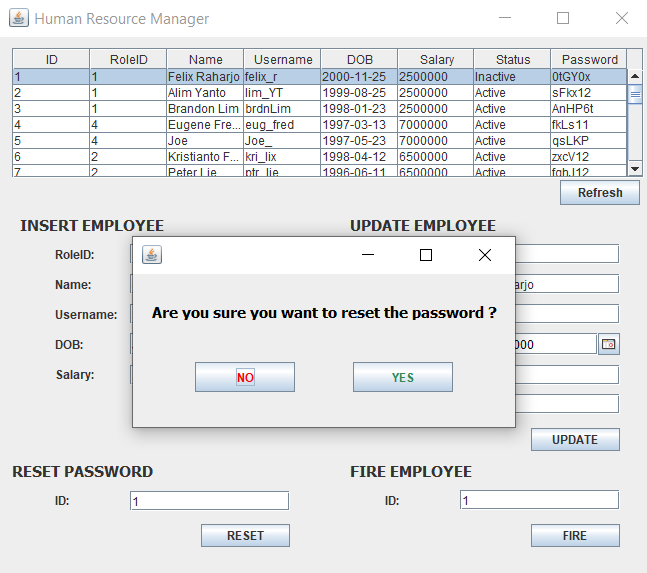 Human Resource Manager
ID RoleID Name Username DOB Salary Status Password
1 1 Felix Raharjo felix_r 2000-11-25 2500000 Inactive 0tGY0x
2 1 Alim Yanto lim_YT 1999-08-25 2500000 Active sFkx12
3 1 Brandon Lim brdnLim 1998-01-23 2500000 Active AnHP6t
4 4 Eugene Fre... eug_fred 1997-03-13 7000000 Active fkLs11
5 4 Joe Joe_ 1997-05-23 7000000 Active qsLKP
6 2 Kristianto F... kri_lix 1998-04-12 6500000 Active zxcV12
7 2 Peter Lie ptr_lie 1996-06-11 6500000 Active fghJ12
Refresh
INSERT EMPLOYEE UPDATE EMPLOYEE
RoleID:
Name: arjo
Username:
Are you sure you want to reset the password ?
DOB: 000
Salary:
NO YES
UPDATE
RESET PASSWORD FIRE EMPLOYEE
ID: 1 ID: 1
RESET FIRE